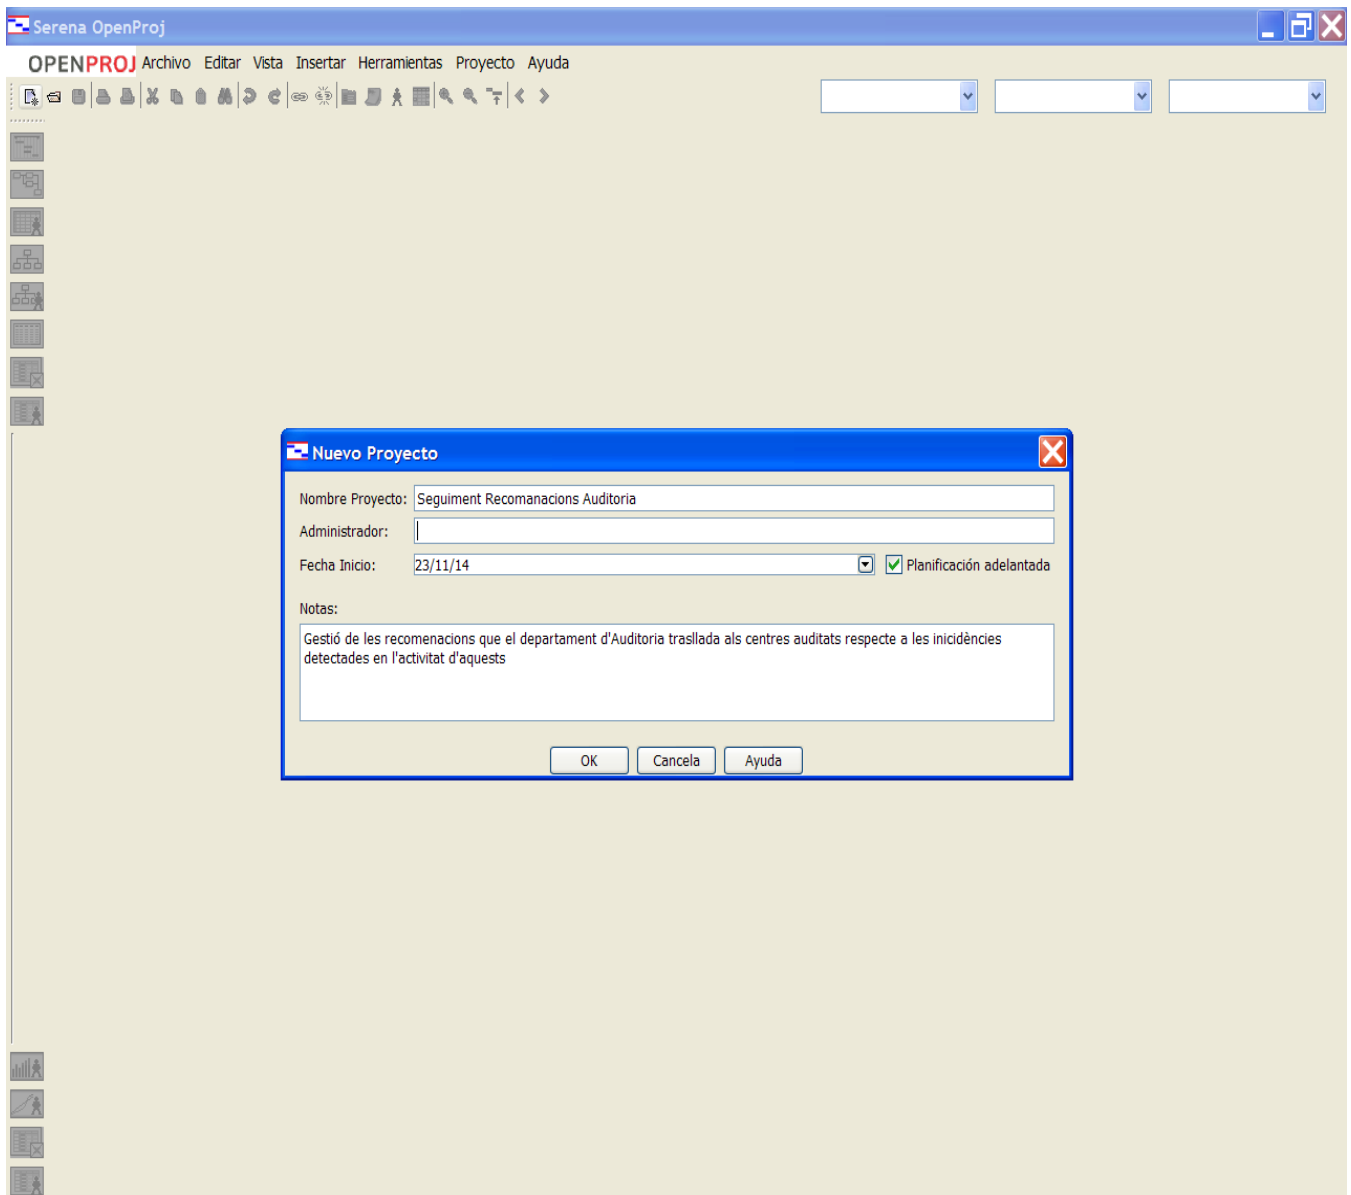 Serena OpenProj
OPENPROJ Archivo Editar Vista Insertar Herramientas Proyecto Ayuda
Nuevo Proyecto
Nombre Proyecto: Seguiment Recomanacions Auditoria
Administrador:
Fecha Inicio: 23/11/14 Planificación adelantada
Notas:
Gestió de les recomenacions que el departament d'Auditoria trasllada als centres auditats respecte a les inicidències
detectades en l'activitat d'aquests
OK Cancela Ayuda